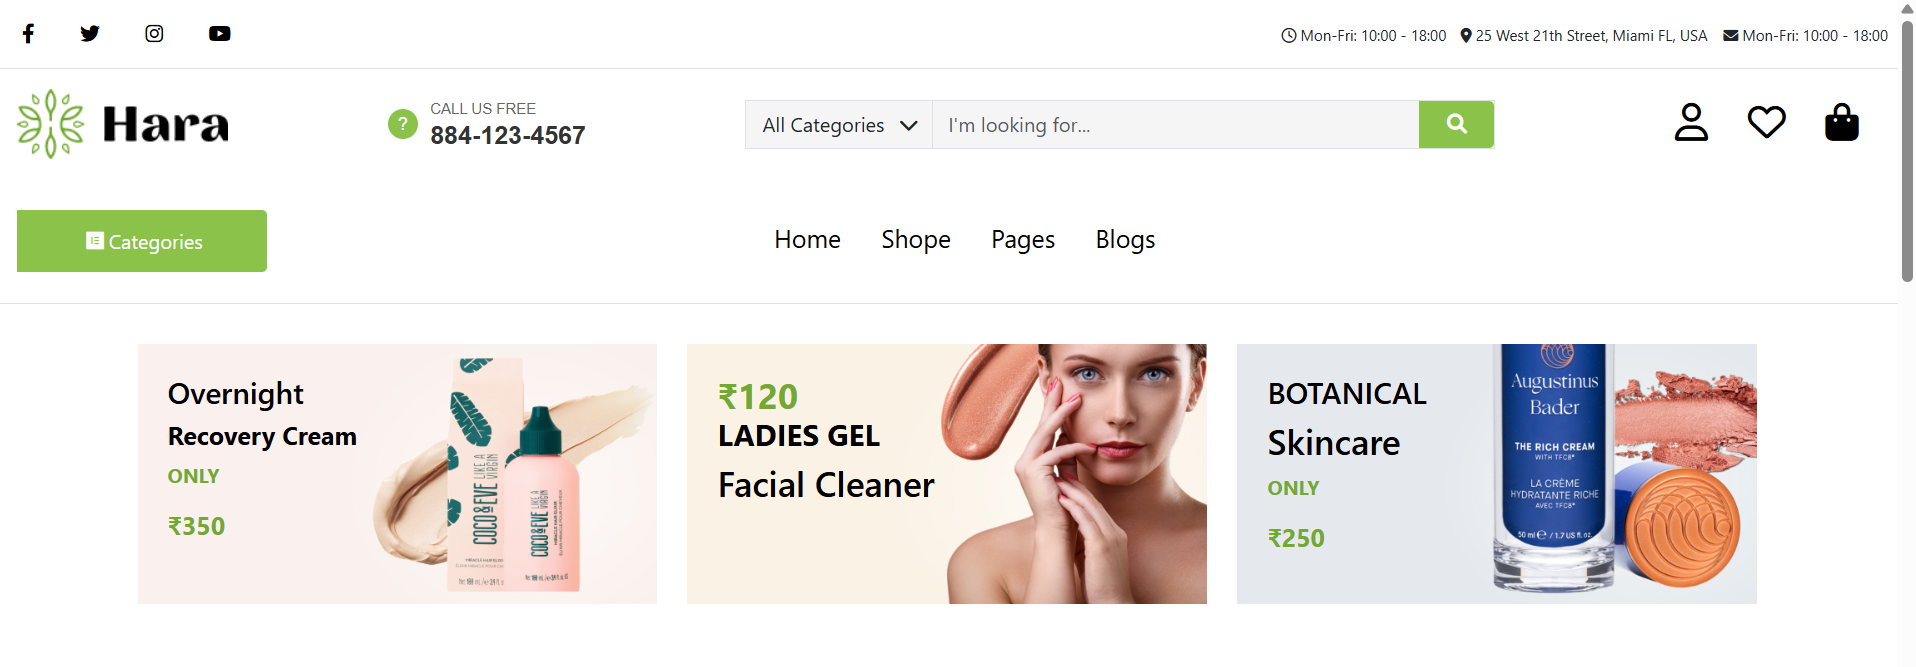 Mon-Fri: 10:00 - 18:00 25 West 21th Street, Miami FL, USA Mon-Fri: 10:00 - 18:00
Hara
CALL US FREE
884-123-4567
All Categories
I'm looking for...
Categories
Home Shope Pages Blogs
Overnight
Recovery Cream
ONLY
₹350
COCO&EVE LIKE A VIRGIN
COCO&EVE LIKE A VIRGIN
₹120
LADIES GEL
Facial Cleaner
BOTANICAL
Skincare
ONLY
₹250
Augustinus
Bader
THE RICH CREAM
WITH TFC8®
LA CRÈME
HYDRATANTE RICHE
AVEC TFC8®
50 ml ℮ / 1.7 US fl. oz.